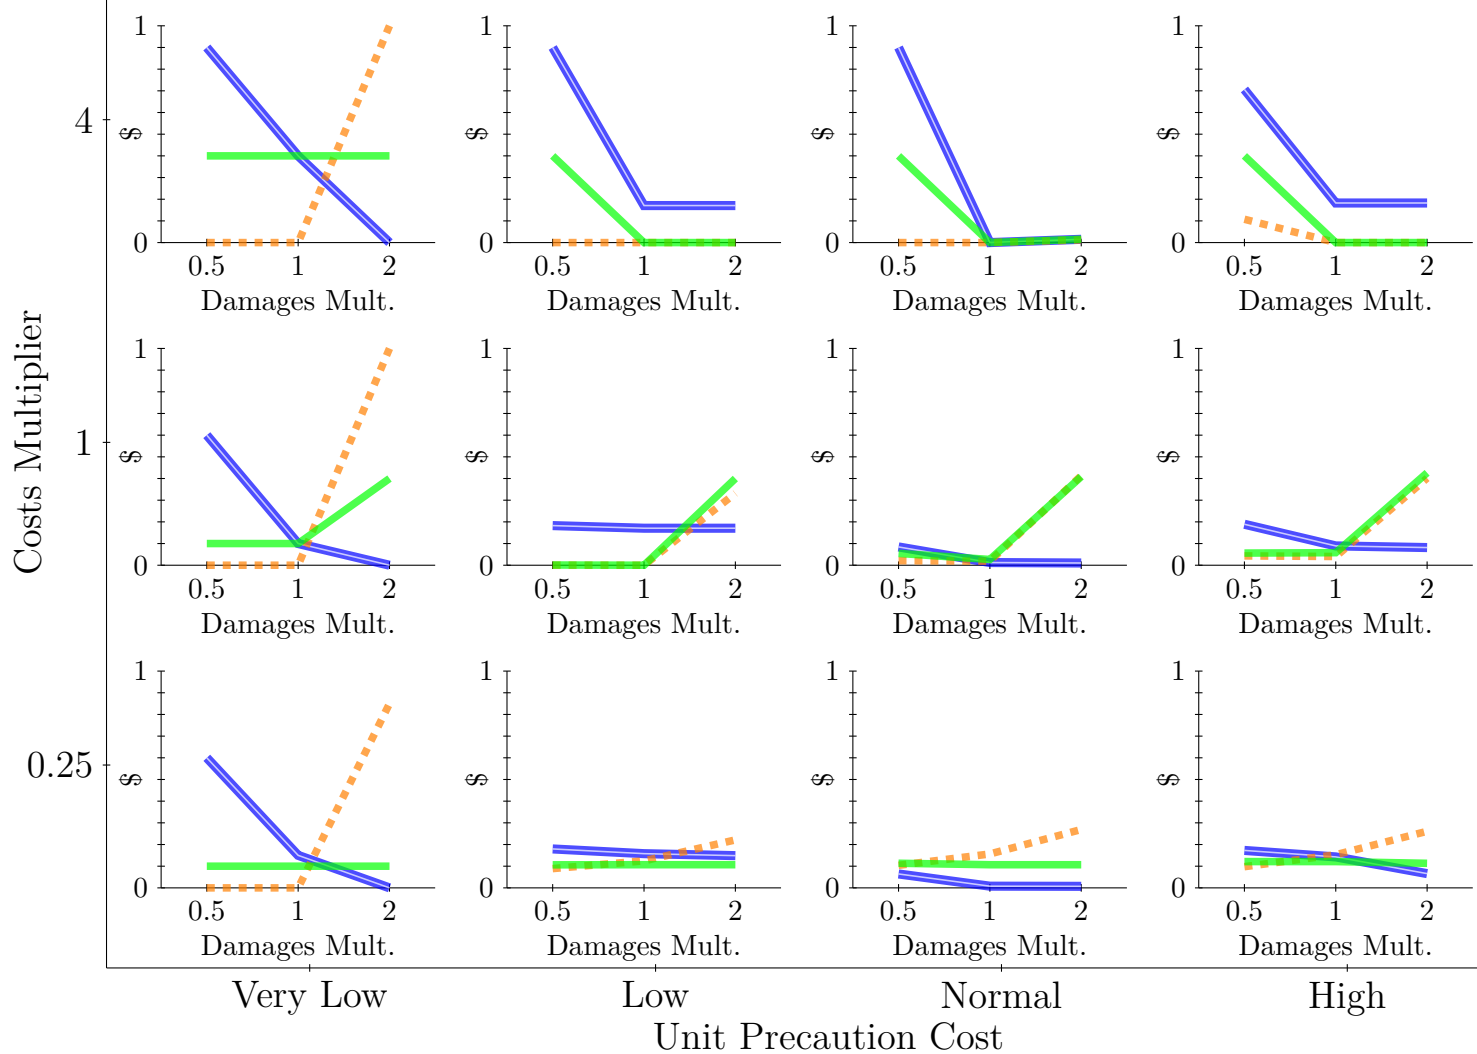 1 1 1 1
4 $ $ $ $
0 0 0 0
0.5 1 2 0.5 1 2 0.5 1 2 0.5 1 2
Damages Mult. Damages Mult. Damages Mult. Damages Mult.
Costs Multiplier
1 1 1 1
1 $ $ $ $
0 0 0 0
0.5 1 2 0.5 1 2 0.5 1 2 0.5 1 2
Damages Mult. Damages Mult. Damages Mult. Damages Mult.
1 1 1 1
0.25 $ $ $ $
0 0 0 0
0.5 1 2 0.5 1 2 0.5 1 2 0.5 1 2
Damages Mult. Damages Mult. Damages Mult. Damages Mult.
Very Low Low Normal High
Unit Precaution Cost